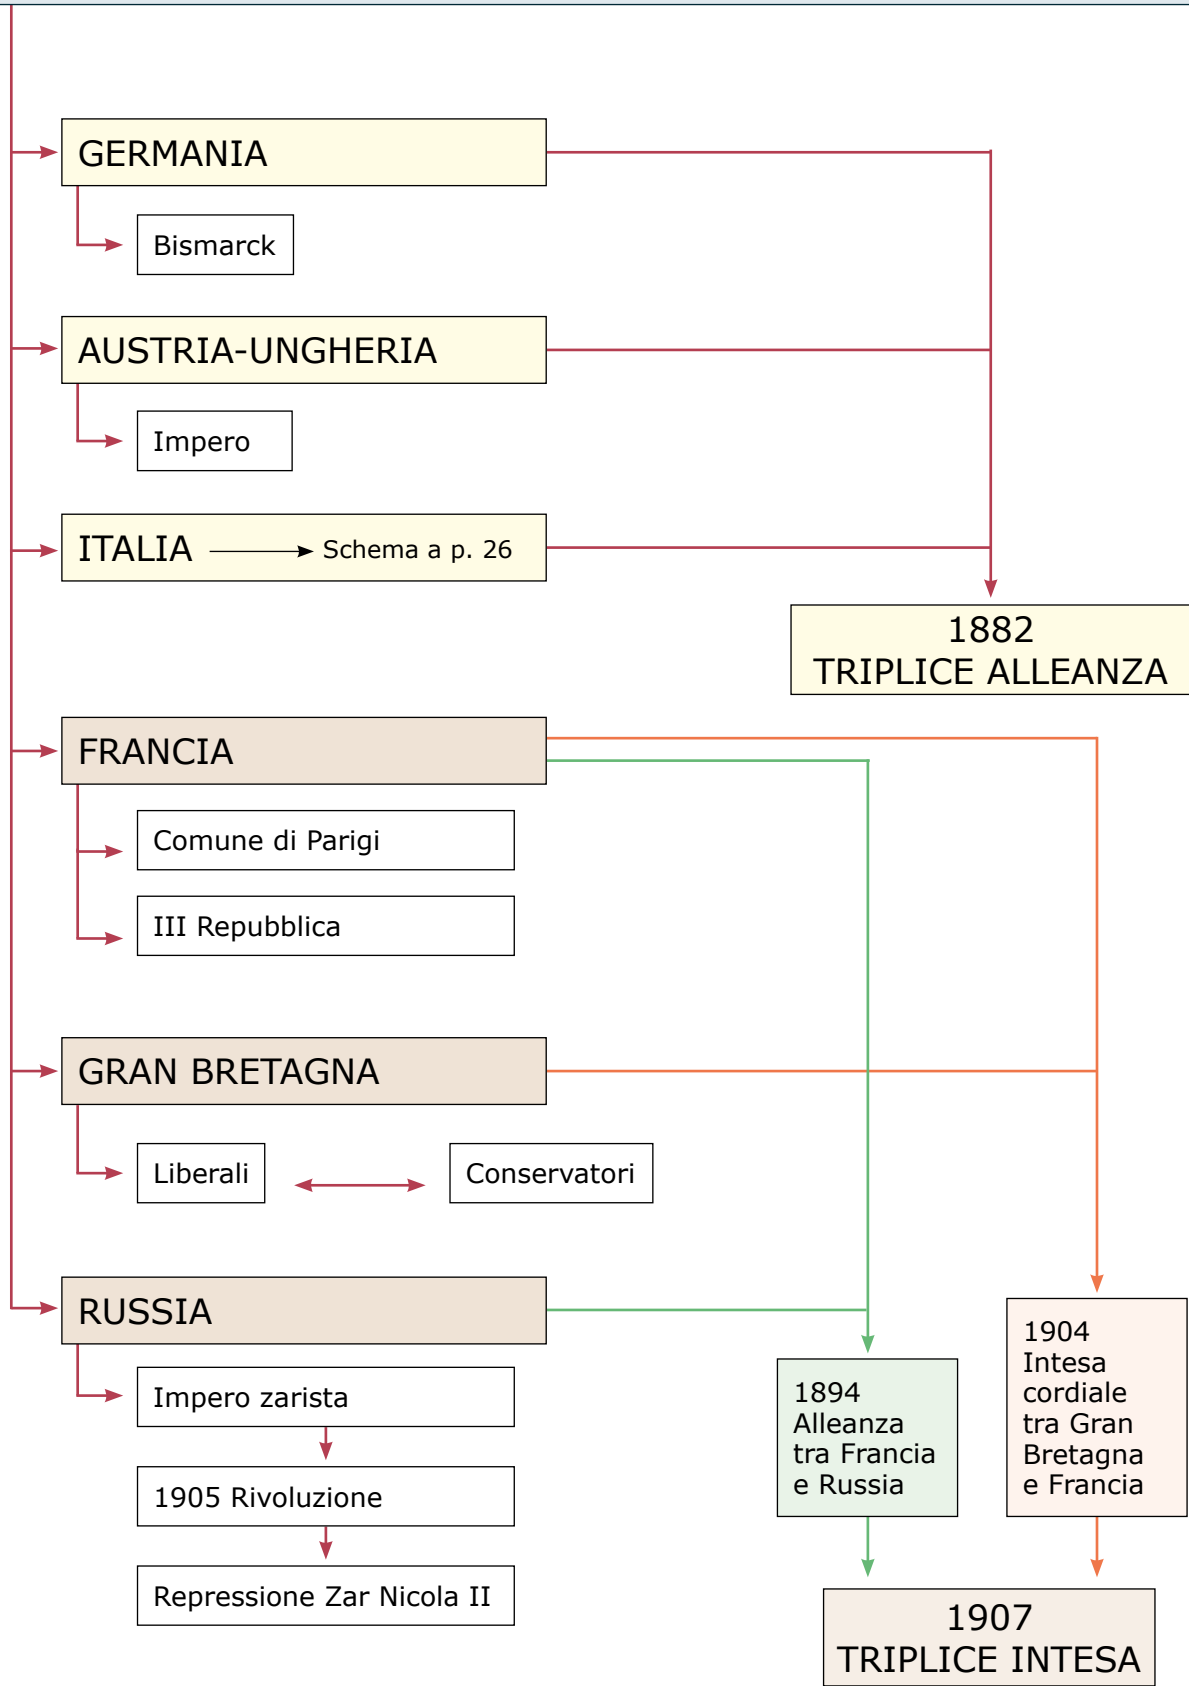 GERMANIA
Bismarck
AUSTRIA-UNGHERIA
Impero
ITALIA
Schema a p. 26
1882
TRIPLICE ALLEANZA
FRANCIA
Comune di Parigi
III Repubblica
GRAN BRETAGNA
Liberali
Conservatori
RUSSIA
Impero zarista
1905 Rivoluzione
Repressione Zar Nicola II
1894
Alleanza
tra Francia
e Russia
1904
Intesa
cordiale
tra Gran
Bretagna
e Francia
1907
TRIPLICE INTESA